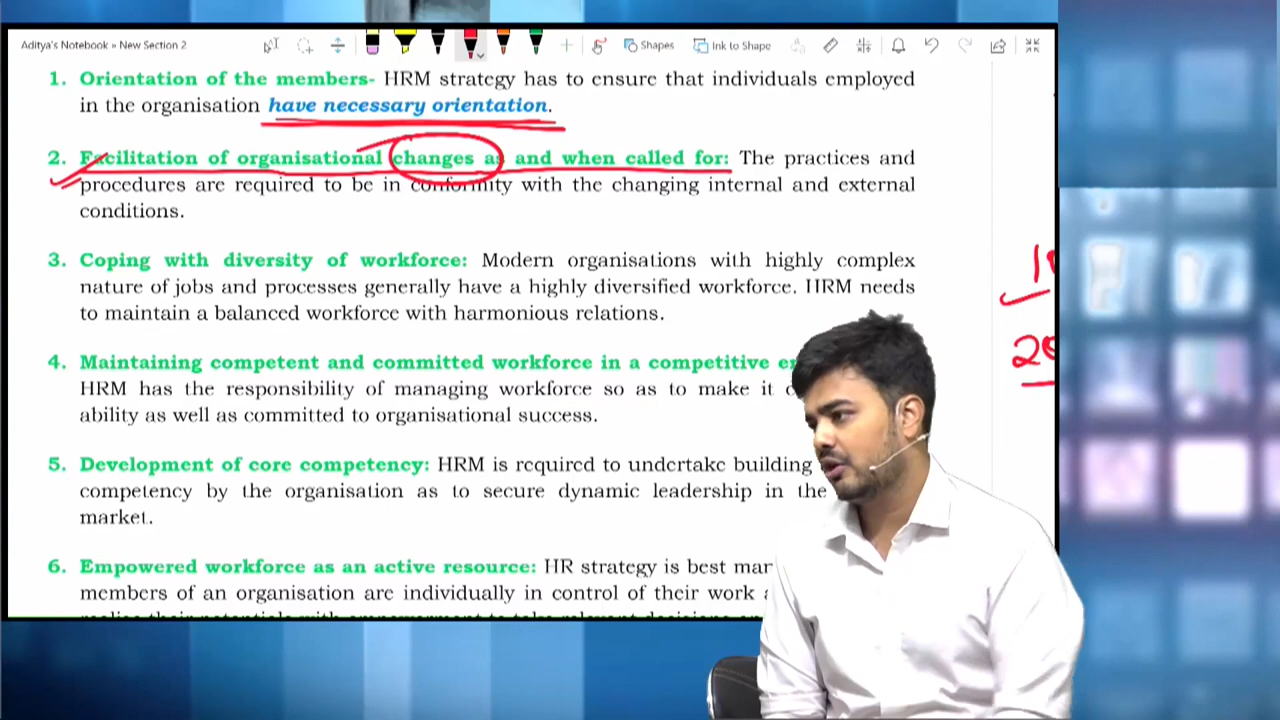 Aditya's Notebook » New Section 2
Shapes
Ink to Shape
1. Orientation of the members- HRM strategy has to ensure that individuals employed
in the organisation have necessary orientation.
2. Facilitation of organisational changes as and when called for: The practices and
procedures are required to be in conformity with the changing internal and external
conditions.
3. Coping with diversity of workforce: Modern organisations with highly complex
nature of jobs and processes generally have a highly diversified workforce. HRM needs
to maintain a balanced workforce with harmonious relations.
4. Maintaining competent and committed workforce in a competitive
HRM has the responsibility of managing workforce so as to make it
ability as well as committed to organisational success.
5. Development of core competency: HRM is required to undertake building
competency by the organisation as to secure dynamic leadership in the
market.
6. Empowered workforce as an active resource: HR strategy is best
members of an organisation are individually in control of their work